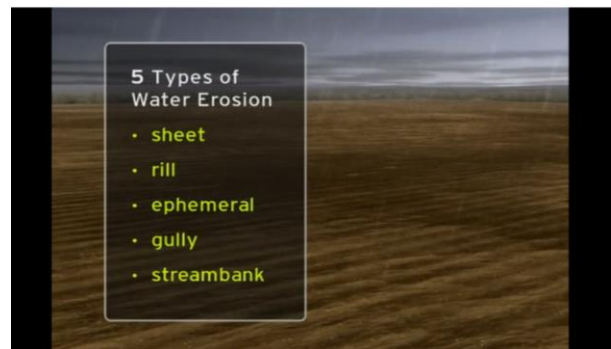 5 Types of
Water Erosion
• sheet
• rill
• ephemeral
• gully
• streambank